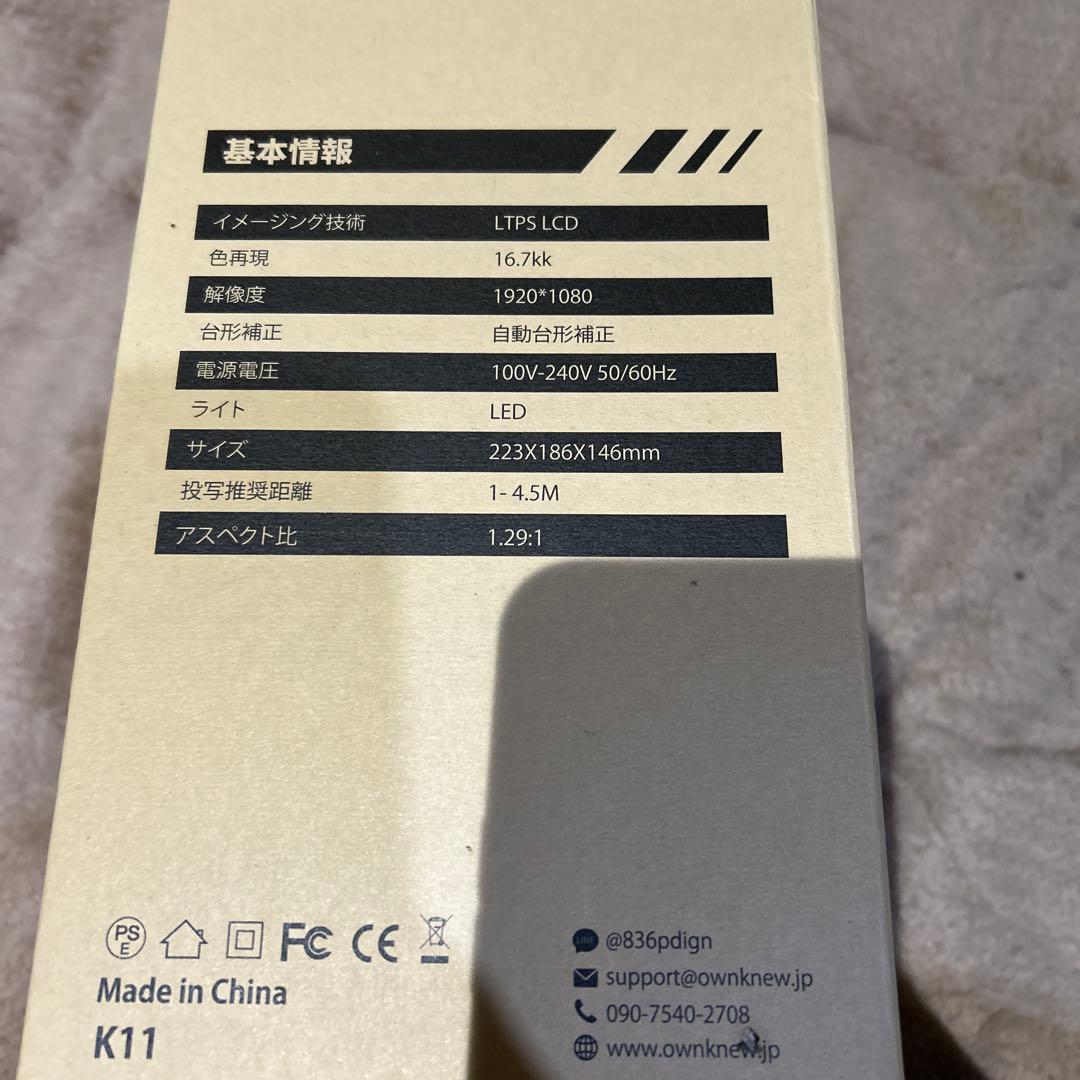 基本情報
イメージング技術 LTPS LCD
色再現 16.7kk
解像度 1920*1080
台形補正 自動台形補正
電源電圧 100V-240V 50/60Hz
ライト LED
サイズ 223X186X146mm
投写推奨距離 1- 4.5M
アスペクト比 1.29:1
PS
E
FC CE
Made in China
K11
LINE @836pdign
support@ownknew.jp
090-7540-2708
www.ownknew.jp